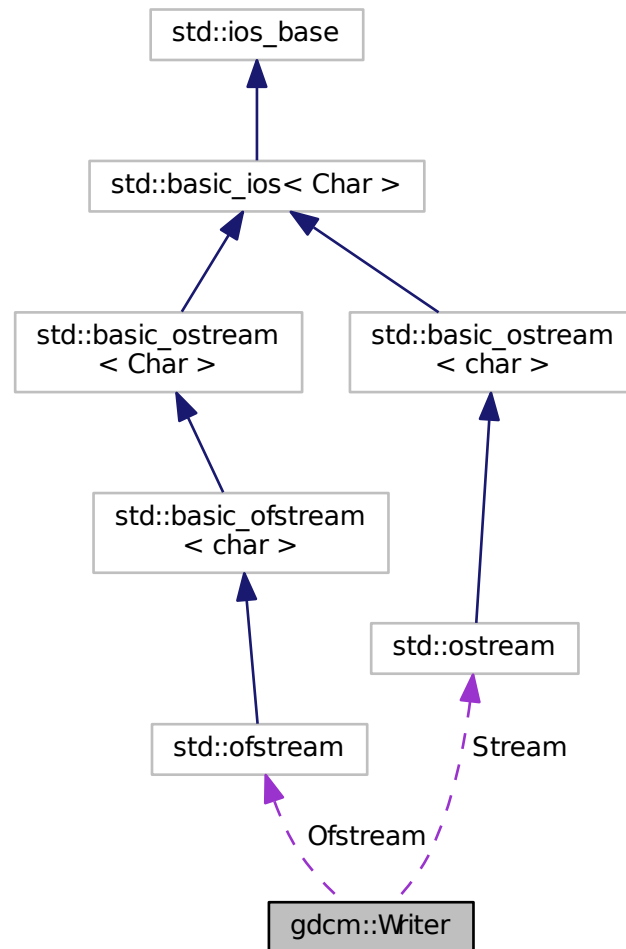 std::ios_base
std::basic_ios< Char >
std::basic_ostream
< Char >
std::basic_ostream
< char >
std::basic_ofstream
< char >
std::ostream
std::ofstream
Stream
Ofstream
gdcm::Writer